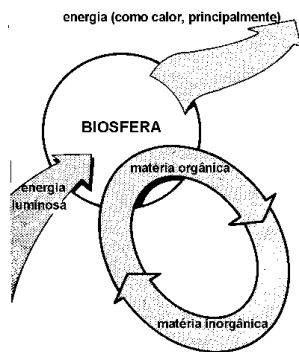 energia (como calor, principalmente)
BIOSFERA
matéria orgânica
energia
luminosa
matéria inorgânica